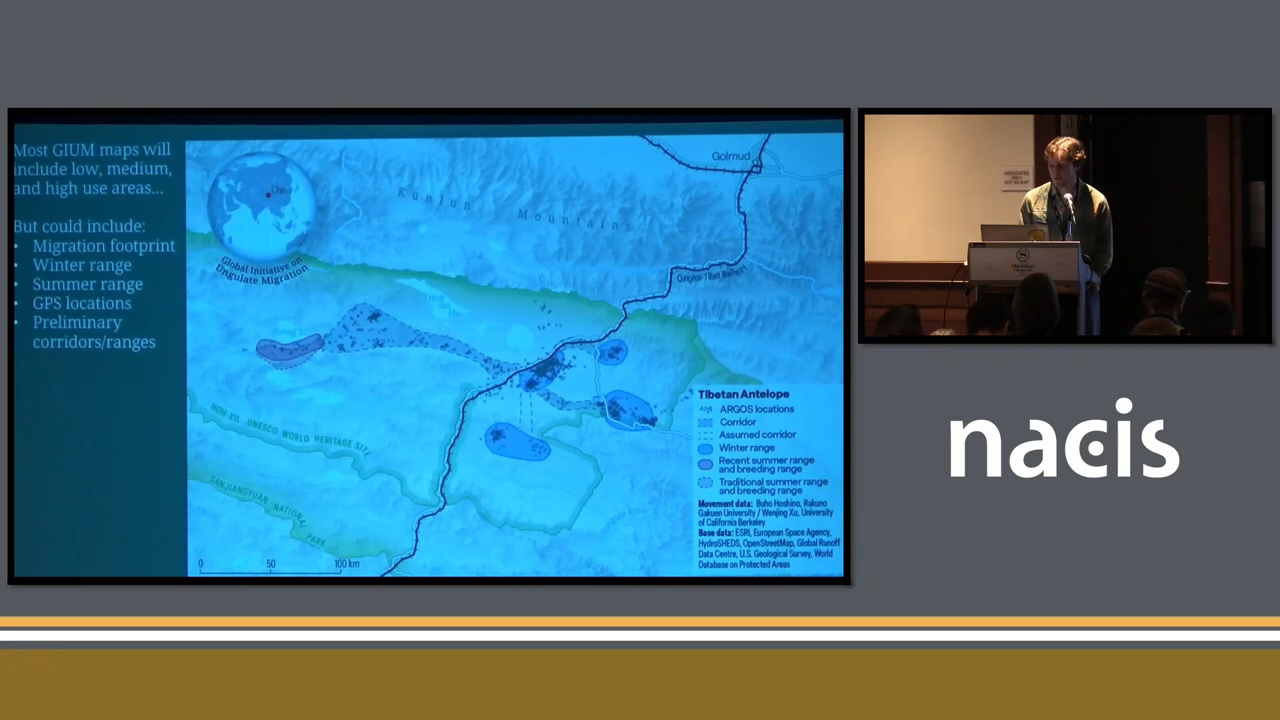 Most GIUM maps will
include low, medium,
and high use areas...
But could include:
• Migration footprint
• Winter range
• Summer range
• GPS locations
• Preliminary
corridors/ranges
China
Global Initiative on
Ungulate Migration
Kunlun Mountains
Golmud
Qinghai-Tibet Railway
HOH XIL UNESCO WORLD HERITAGE SITE
SANJIANGYUAN NATIONAL PARK
0 50 100 km
Tibetan Antelope
ARGOS locations
Corridor
Assumed corridor
Winter range
Recent summer range
and breeding range
Traditional summer range
and breeding range
Movement data: Buho Hoshino, Rakuno
Gakuen University / Wenjing Xu, University
of California Berkeley
Base data: ESRI, European Space Agency,
HydroSHEDS, OpenStreetMap, Global Runoff
Data Centre, U.S. Geological Survey, World
Database on Protected Areas
nacis